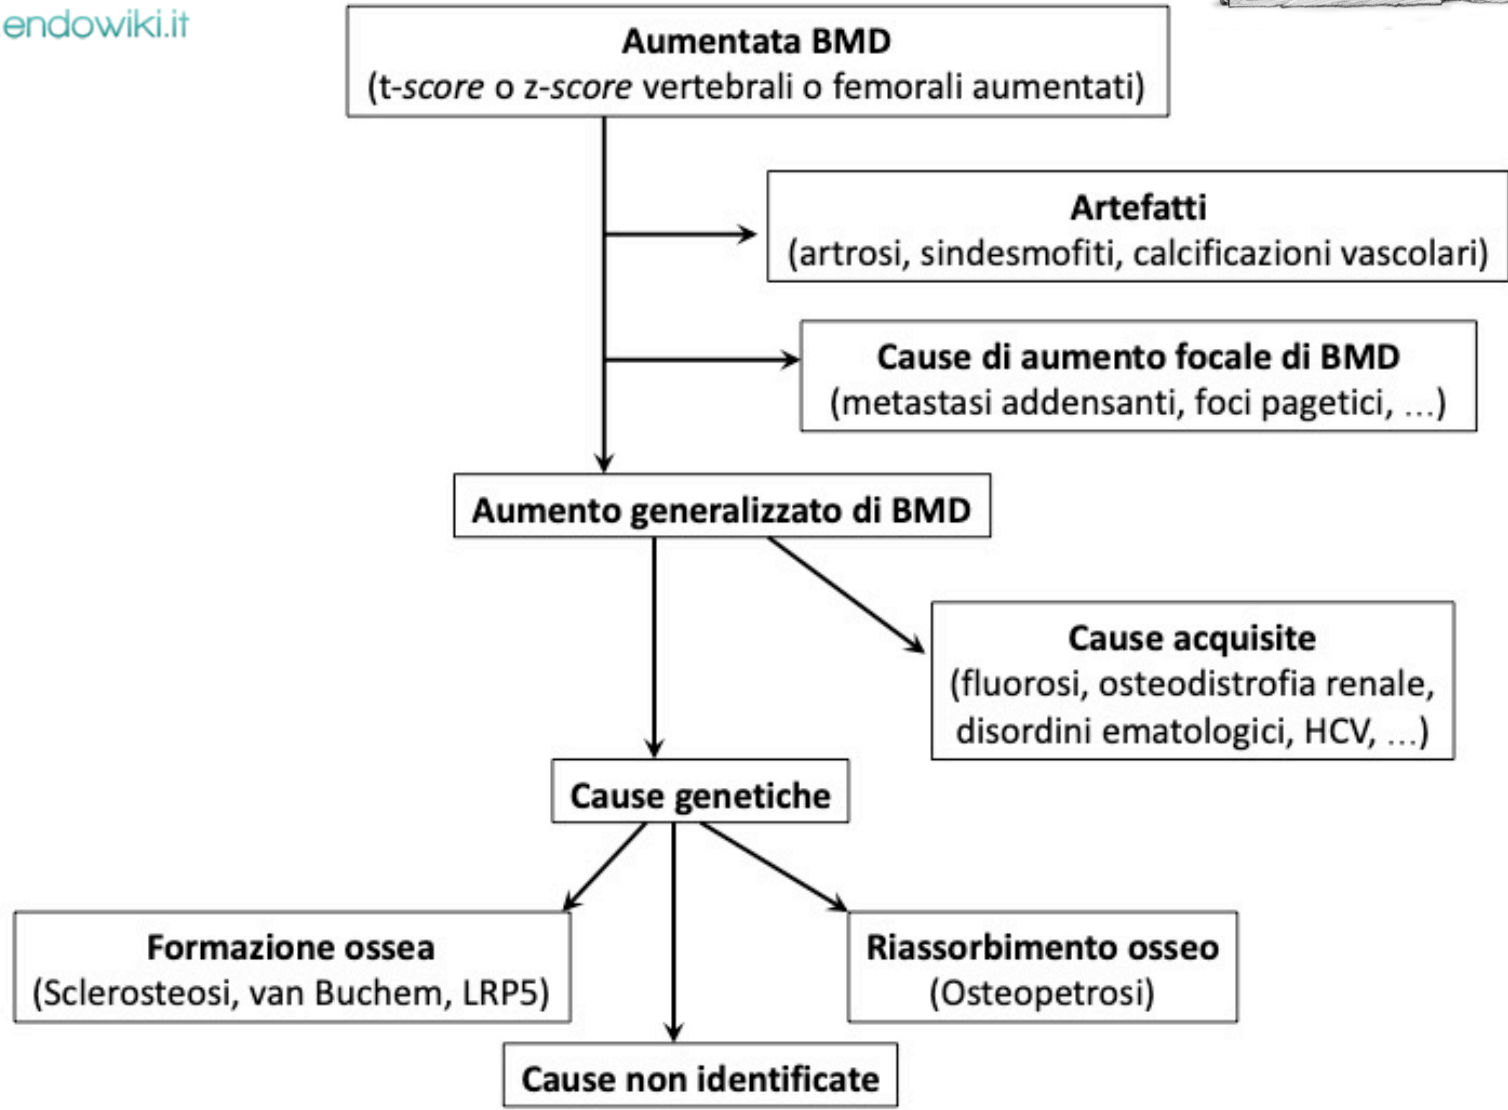 endowiki.it
Aumentata BMD
(t-score o z-score vertebrali o femorali aumentati)
Artefatti
(artrosi, sindesmofiti, calcificazioni vascolari)
Cause di aumento focale di BMD
(metastasi addensanti, foci pagetici, ...)
Aumento generalizzato di BMD
Cause acquisite
(fluorosi, osteodistrofia renale,
disordini ematologici, HCV, ...)
Cause genetiche
Formazione ossea
(Sclerosteosi, van Buchem, LRP5)
Riassorbimento osseo
(Osteopetrosi)
Cause non identificate